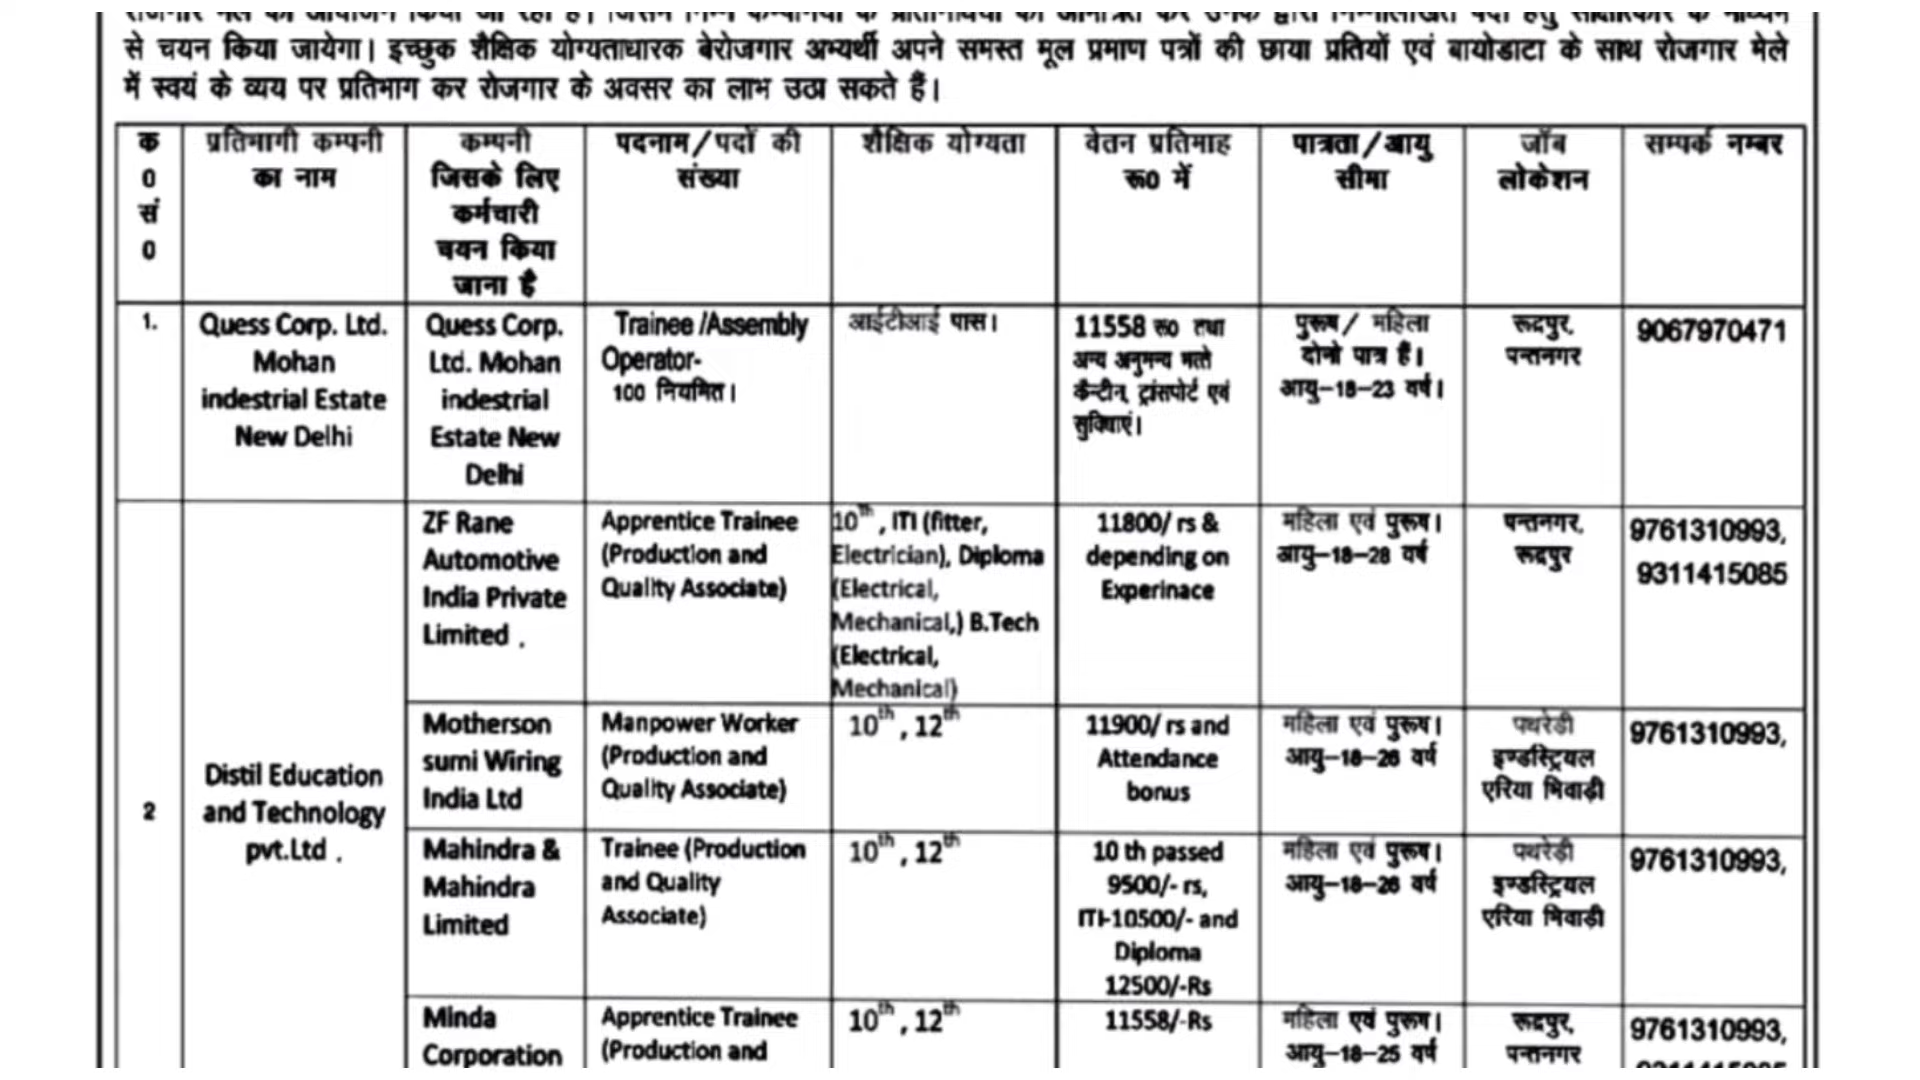 से चयन किया जायेगा। इच्छुक शैक्षिक योग्यताधारक बेरोजगार अभ्यर्थी अपने समस्त मूल प्रमाण पत्रों की छाया प्रतियों एवं बायोडाटा के साथ रोजगार मेले
में स्वयं के व्यय पर प्रतिभाग कर रोजगार के अवसर का लाभ उठा सकते हैं।
क
0
सं
0
प्रतिभागी कम्पनी
का नाम
कम्पनी
जिसके लिए
कर्मचारी
चयन किया
जाना है
पदनाम/पदों की
संख्या
शैक्षिक योग्यता
वेतन प्रतिमाह
रू0 में
पात्रता/आयु
सीमा
जॉब
लोकेशन
सम्पर्क नम्बर
1.
Quess Corp. Ltd.
Mohan
indestrial Estate
New Delhi
Quess Corp.
Ltd. Mohan
indestrial
Estate New
Delhi
Trainee /Assembly
Operator-
100 नियमित।
आईटीआई पास।
11558 रू0 तथा
अन्य अनुमन्य भत्ते
कैन्टीन, ट्रांसपोर्ट एवं
सुविधाएं।
पुरूष/ महिला
दोनो पात्र हैं।
आयु–18–23 वर्ष।
रूद्रपुर,
पन्तनगर
9067970471
2
Distil Education
and Technology
pvt.Ltd .
ZF Rane
Automotive
India Private
Limited .
Apprentice Trainee
(Production and
Quality Associate)
10th , ITI (fitter,
Electrician), Diploma
(Electrical,
Mechanical,) B.Tech
(Electrical,
Mechanical)
11800/ rs &
depending on
Experinace
महिला एवं पुरूष।
आयु–18–28 वर्ष
पन्तनगर,
रूद्रपुर
9761310993,
9311415085
Motherson
sumi Wiring
India Ltd
Manpower Worker
(Production and
Quality Associate)
10th , 12th
11900/ rs and
Attendance
bonus
महिला एवं पुरूष।
आयु–18–26 वर्ष
पथरेडी
इण्डस्ट्रियल
एरिया भिवाड़ी
9761310993,
Mahindra &
Mahindra
Limited
Trainee (Production
and Quality
Associate)
10th , 12th
10 th passed
9500/- rs,
ITI-10500/- and
Diploma
12500/-Rs
महिला एवं पुरूष।
आयु–18–26 वर्ष
पथरेडी
इण्डस्ट्रियल
एरिया भिवाड़ी
9761310993,
Minda
Corporation
Apprentice Trainee
(Production and
10th , 12th
11558/-Rs
महिला एवं पुरूष।
आयु–18–25 वर्ष
रूद्रपुर,
पन्तनगर
9761310993,